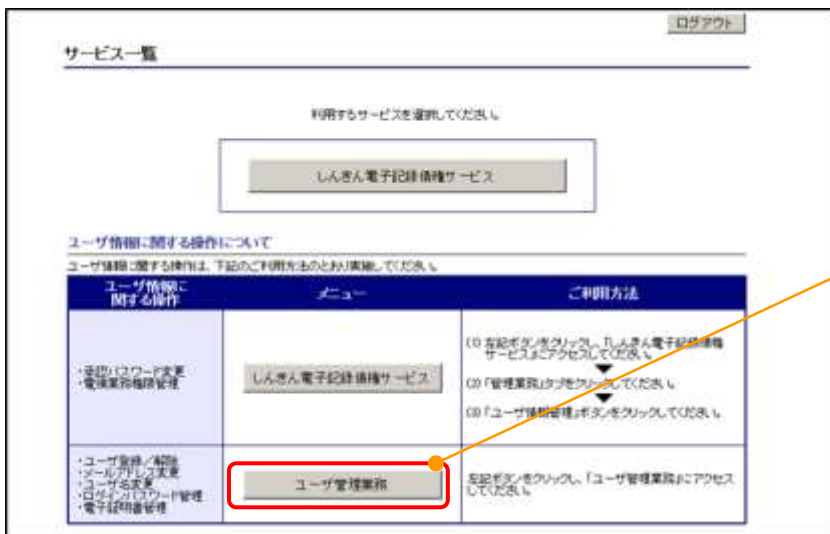 ログアウト
サービス一覧
利用するサービスを選択してください。
しんきん電子記録債権サービス
ユーザ情報に関する操作について
ユーザ情報に関する操作は、下記のご利用方法のとおり実施してください。
ユーザ情報に
関する操作
メニュー
ご利用方法
・承認パスワード変更
・電債業務権限管理
しんきん電子記録債権サービス
(1) 左記ボタンをクリックし、「しんきん電子記録債権
サービス」にアクセスしてください。
(2) 「管理業務」タブをクリックしてください。
(3) 「ユーザ情報管理」ボタンをクリックしてください。
・ユーザ登録／解除
・メールアドレス変更
・ユーザ名変更
・ログインパスワード管理
・電子証明書管理
ユーザ管理業務
左記ボタンをクリックし、「ユーザ管理業務」にアクセス
してください。